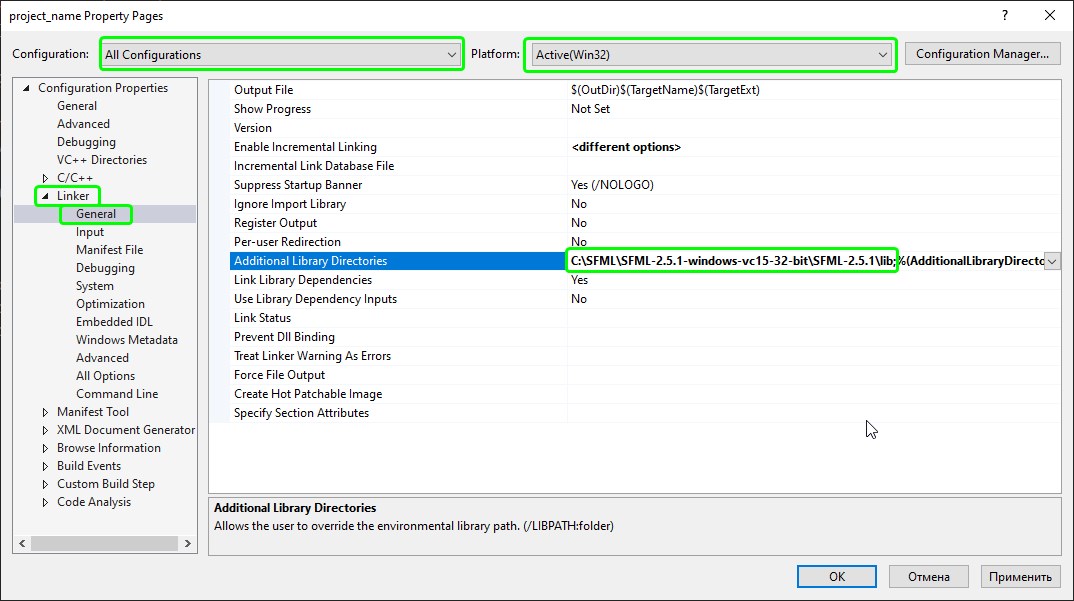 project_name Property Pages
?
Configuration: All Configurations Platform: Active(Win32) Configuration Manager...
Configuration Properties
General
Advanced
Debugging
VC++ Directories
C/C++
Linker
General
Input
Manifest File
Debugging
System
Optimization
Embedded IDL
Windows Metadata
Advanced
All Options
Command Line
Manifest Tool
XML Document Generator
Browse Information
Build Events
Custom Build Step
Code Analysis
Output File $(OutDir)$(TargetName)$(TargetExt)
Show Progress Not Set
Version
Enable Incremental Linking <different options>
Incremental Link Database File
Suppress Startup Banner Yes (/NOLOGO)
Ignore Import Library No
Register Output No
Per-user Redirection No
Additional Library Directories C:\SFML\SFML-2.5.1-windows-vc15-32-bit\SFML-2.5.1\lib;%(AdditionalLibraryDirecto
Link Library Dependencies Yes
Use Library Dependency Inputs No
Link Status
Prevent Dll Binding
Treat Linker Warning As Errors
Force File Output
Create Hot Patchable Image
Specify Section Attributes
Additional Library Directories
Allows the user to override the environmental library path. (/LIBPATH:folder)
OK Отмена Применить